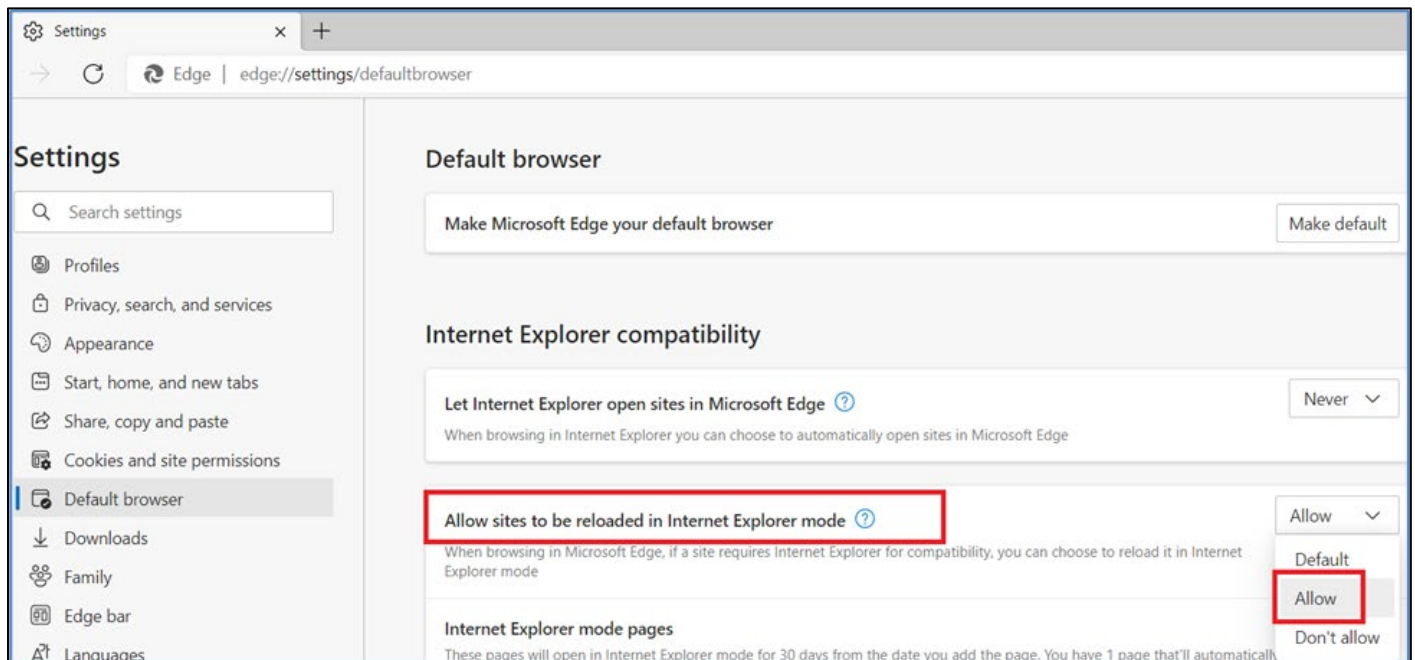 Settings
Edge | edge://settings/defaultbrowser
Settings
Search settings
Profiles
Privacy, search, and services
Appearance
Start, home, and new tabs
Share, copy and paste
Cookies and site permissions
Default browser
Downloads
Family
Edge bar
Languages
Default browser
Make Microsoft Edge your default browser
Make default
Internet Explorer compatibility
Let Internet Explorer open sites in Microsoft Edge
Never
When browsing in Internet Explorer you can choose to automatically open sites in Microsoft Edge
Allow sites to be reloaded in Internet Explorer mode
Allow
When browsing in Microsoft Edge, if a site requires Internet Explorer for compatibility, you can choose to reload it in Internet
Explorer mode
Default
Allow
Don't allow
Internet Explorer mode pages
These pages will open in Internet Explorer mode for 30 days from the date you add the page. You have 1 page that'll automatically